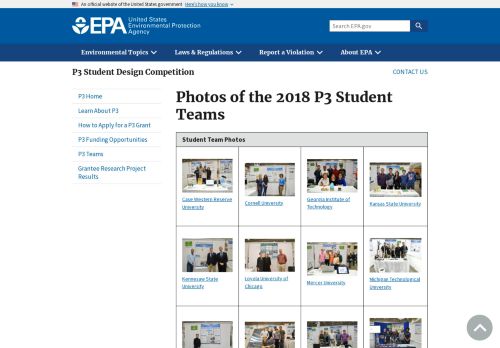 An official website of the United States government Here's how you know
EPA United States
Environmental Protection
Agency
Search EPA.gov
Environmental Topics
Laws & Regulations
Report a Violation
About EPA
P3 Student Design Competition
CONTACT US
P3 Home
Learn About P3
How to Apply for a P3 Grant
P3 Funding Opportunities
P3 Teams
Grantee Research Project
Results
Photos of the 2018 P3 Student
Teams
Student Team Photos
Case Western Reserve
University
Cornell University
Georgia Institute of
Technology
Kansas State University
Kennesaw State
University
Loyola University of
Chicago
Mercer University
Michigan Technological
University